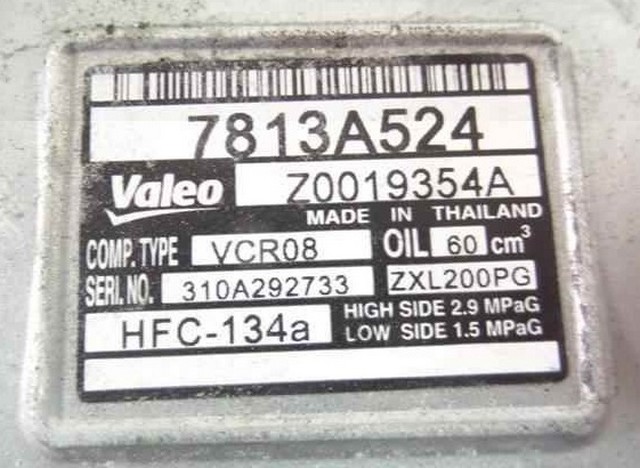 7813A524
Valeo Z0019354A
MADE IN THAILAND
COMP. TYPE VCR08 OIL 60 cm³
SERI. NO. 310A292733 ZXL200PG
HFC-134a HIGH SIDE 2.9 MPaG
LOW SIDE 1.5 MPaG